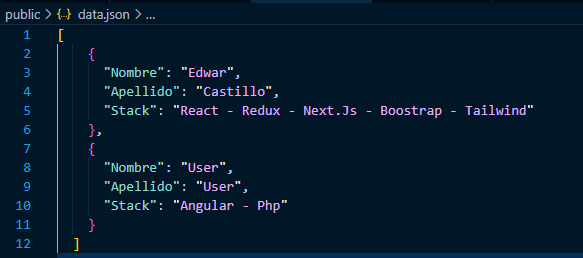 public > {..} data.json > ...
1 [
2 {
3 "Nombre": "Edwar",
4 "Apellido": "Castillo",
5 "Stack": "React - Redux - Next.Js - Boostrap - Tailwind"
6 },
7 {
8 "Nombre": "User",
9 "Apellido": "User",
10 "Stack": "Angular - Php"
11 }
12 ]